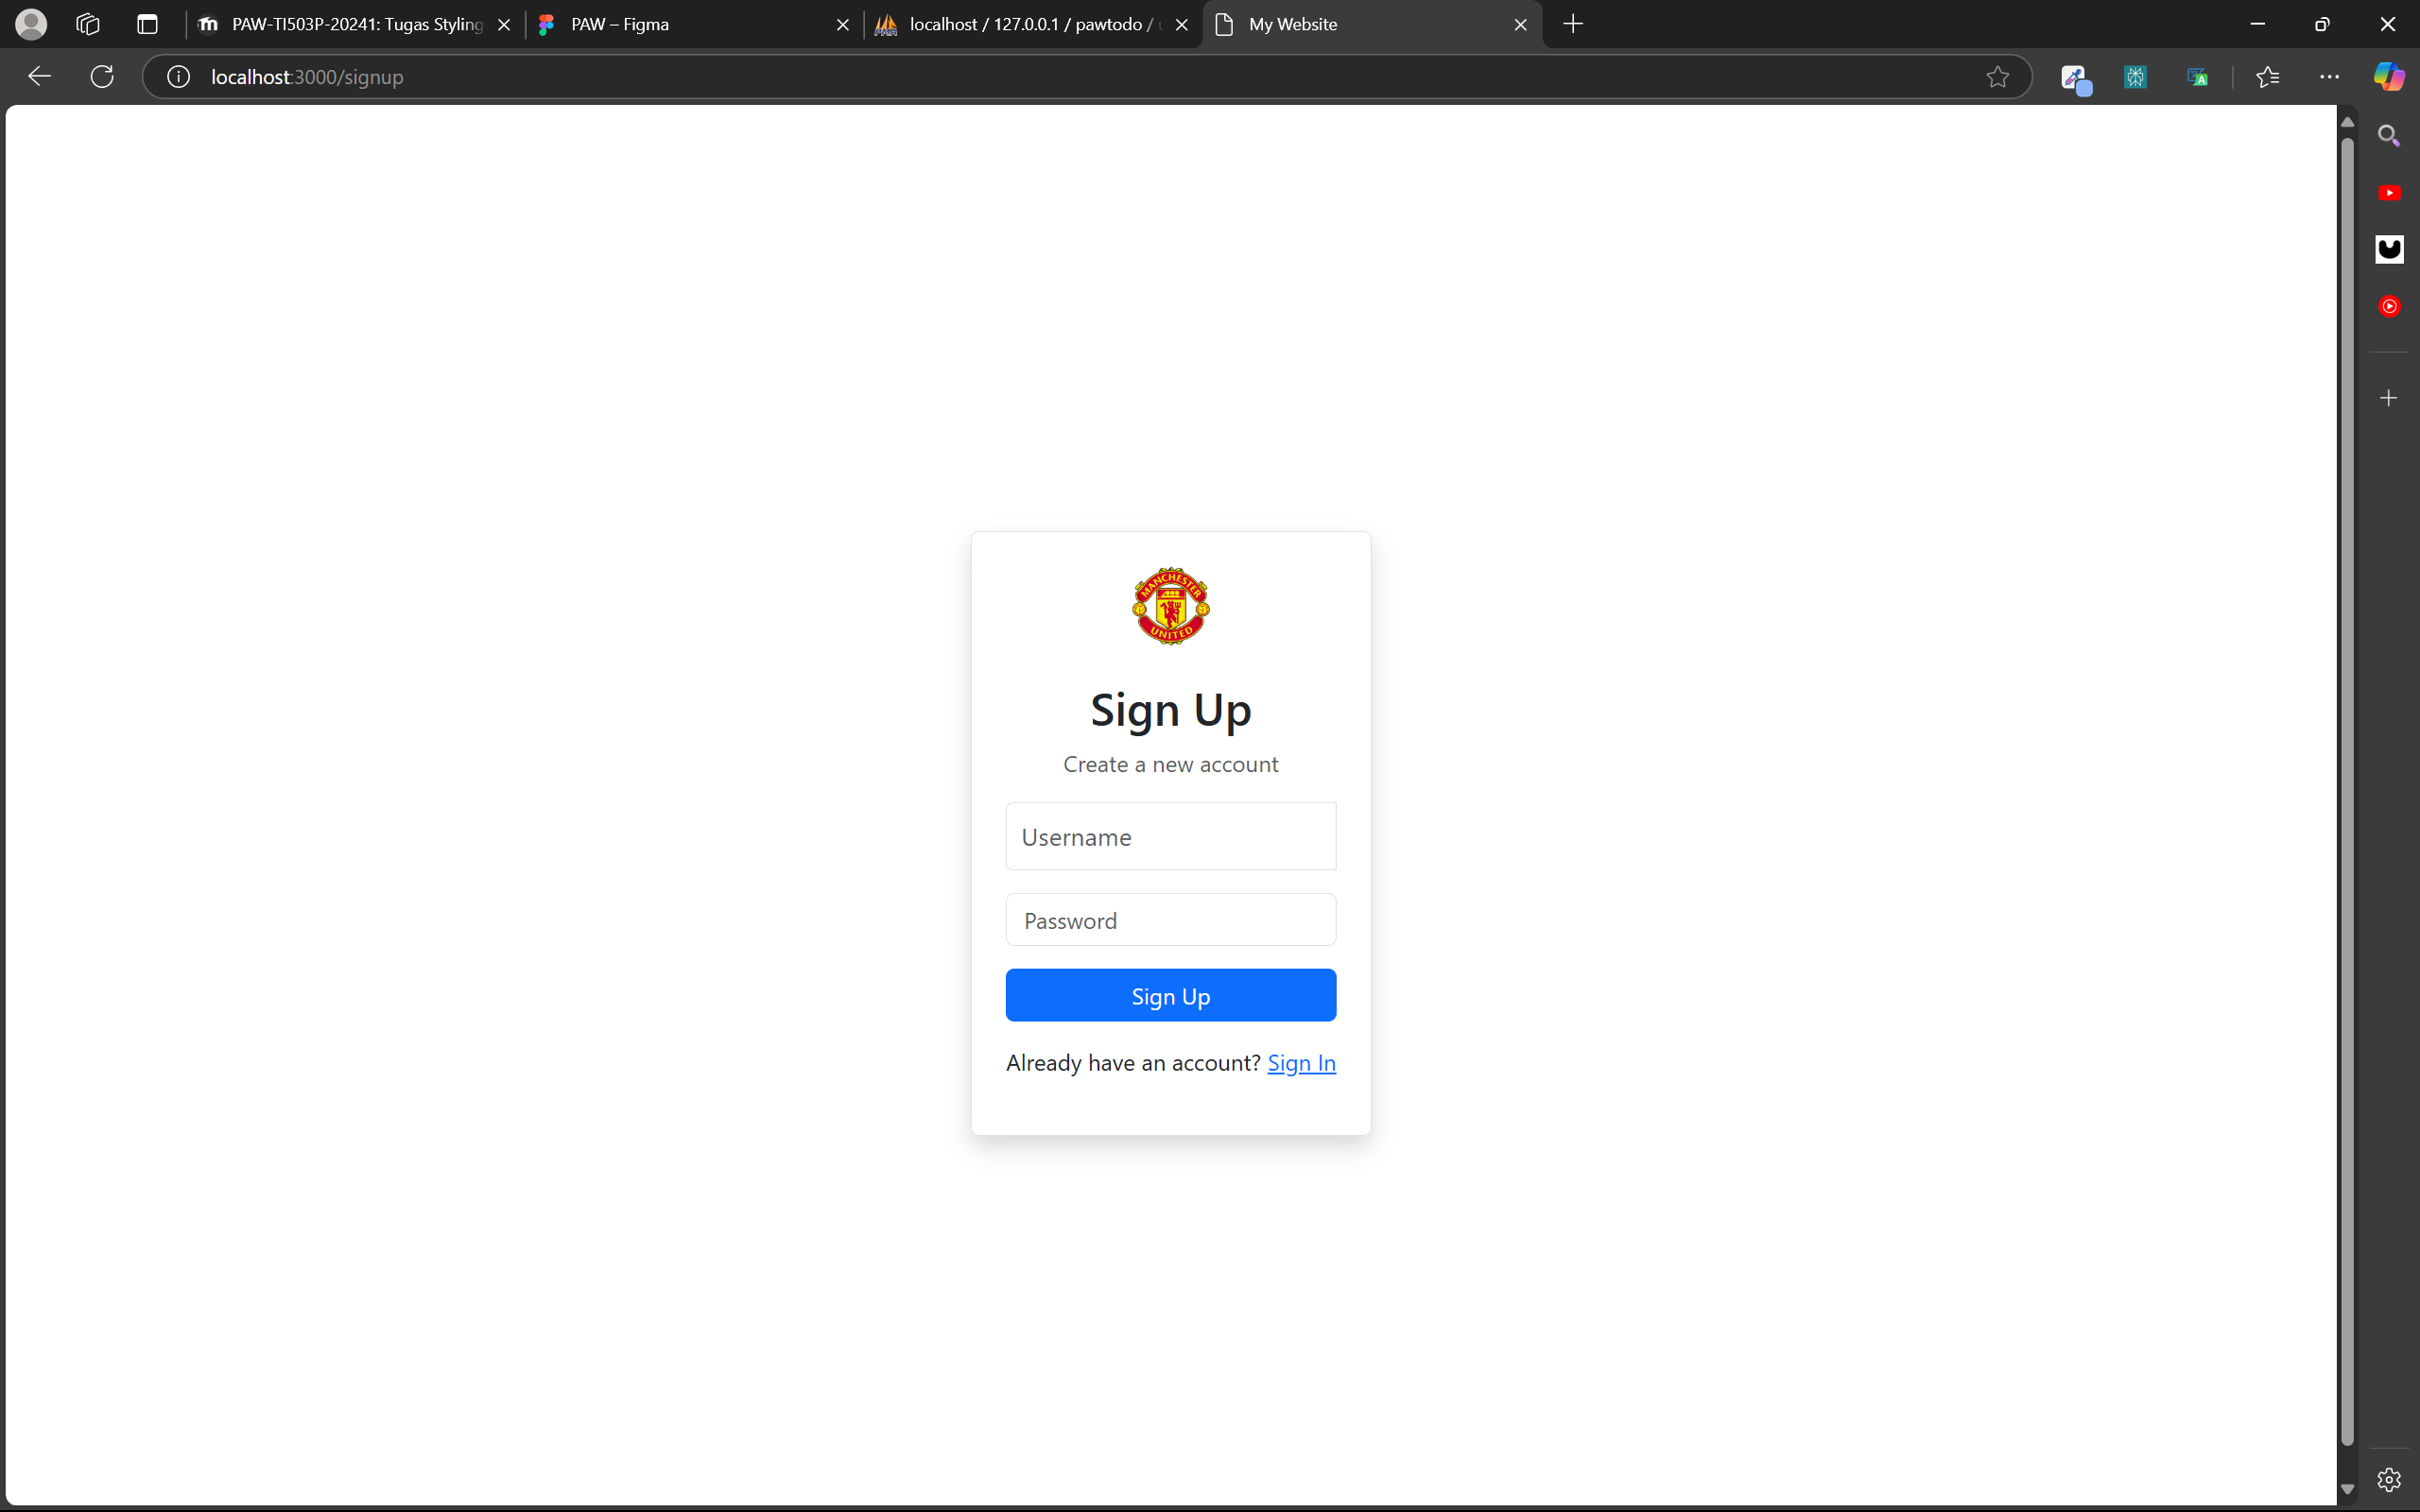 PAW-TI503P-20241: Tugas Styling
PAW – Figma
localhost / 127.0.0.1 / pawtodo /
My Website
localhost:3000/signup
MANCHESTER
UNITED
Sign Up
Create a new account
Username
Password
Sign Up
Already have an account? Sign In